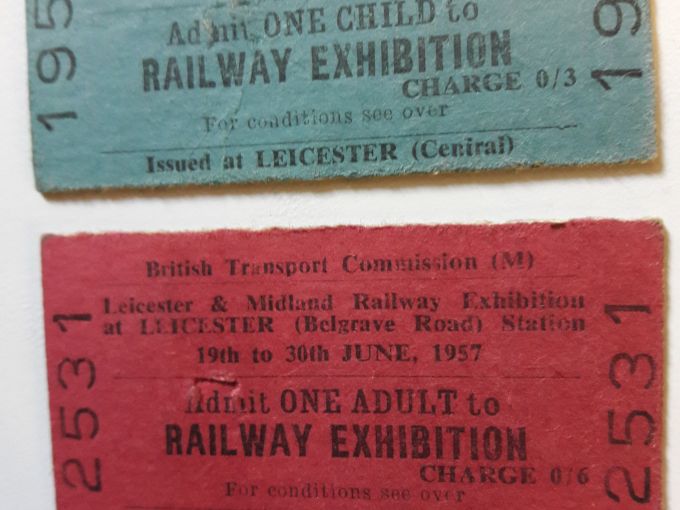 195
Admit ONE CHILD to
195
RAILWAY EXHIBITION
CHARGE 0/3
For conditions see over
Issued at LEICESTER (Central)
British Transport Commission (M)
Leicester & Midland Railway Exhibition
at LEICESTER (Belgrave Road) Station
19th to 30th JUNE, 1957
2531
Admit ONE ADULT to
2531
RAILWAY EXHIBITION
CHARGE 0/6
For conditions see over